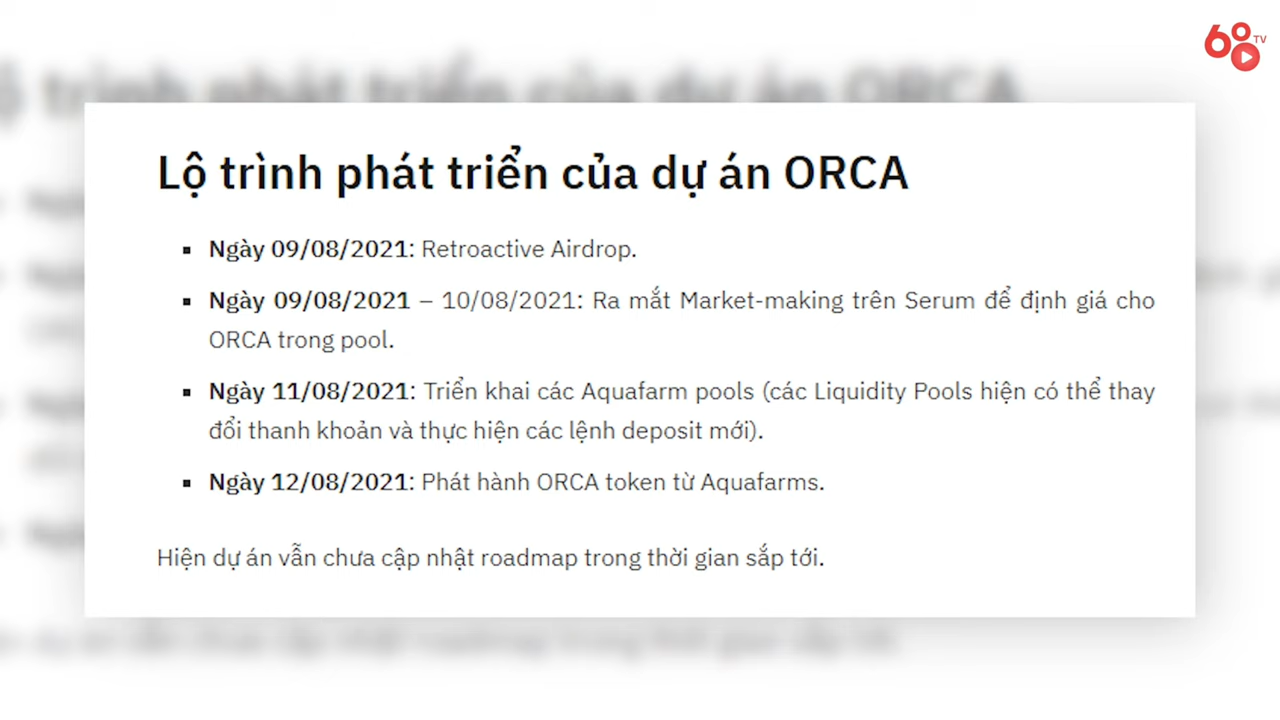 68 TV
Lộ trình phát triển của dự án ORCA
Ngày 09/08/2021: Retroactive Airdrop.
Ngày 09/08/2021 – 10/08/2021: Ra mắt Market-making trên Serum để định giá cho
ORCA trong pool.
Ngày 11/08/2021: Triển khai các Aquafarm pools (các Liquidity Pools hiện có thể thay
đổi thanh khoản và thực hiện các lệnh deposit mới).
Ngày 12/08/2021: Phát hành ORCA token từ Aquafarms.
Hiện dự án vẫn chưa cập nhật roadmap trong thời gian sắp tới.